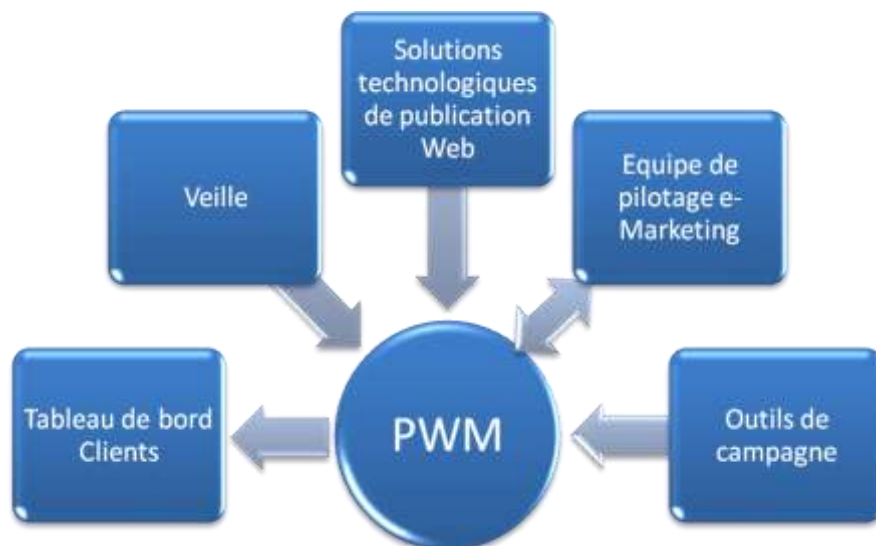 Solutions
technologiques
de publication
Web
Veille
Equipe de
pilotage e-
Marketing
Tableau de bord
Clients
PWM
Outils de
campagne